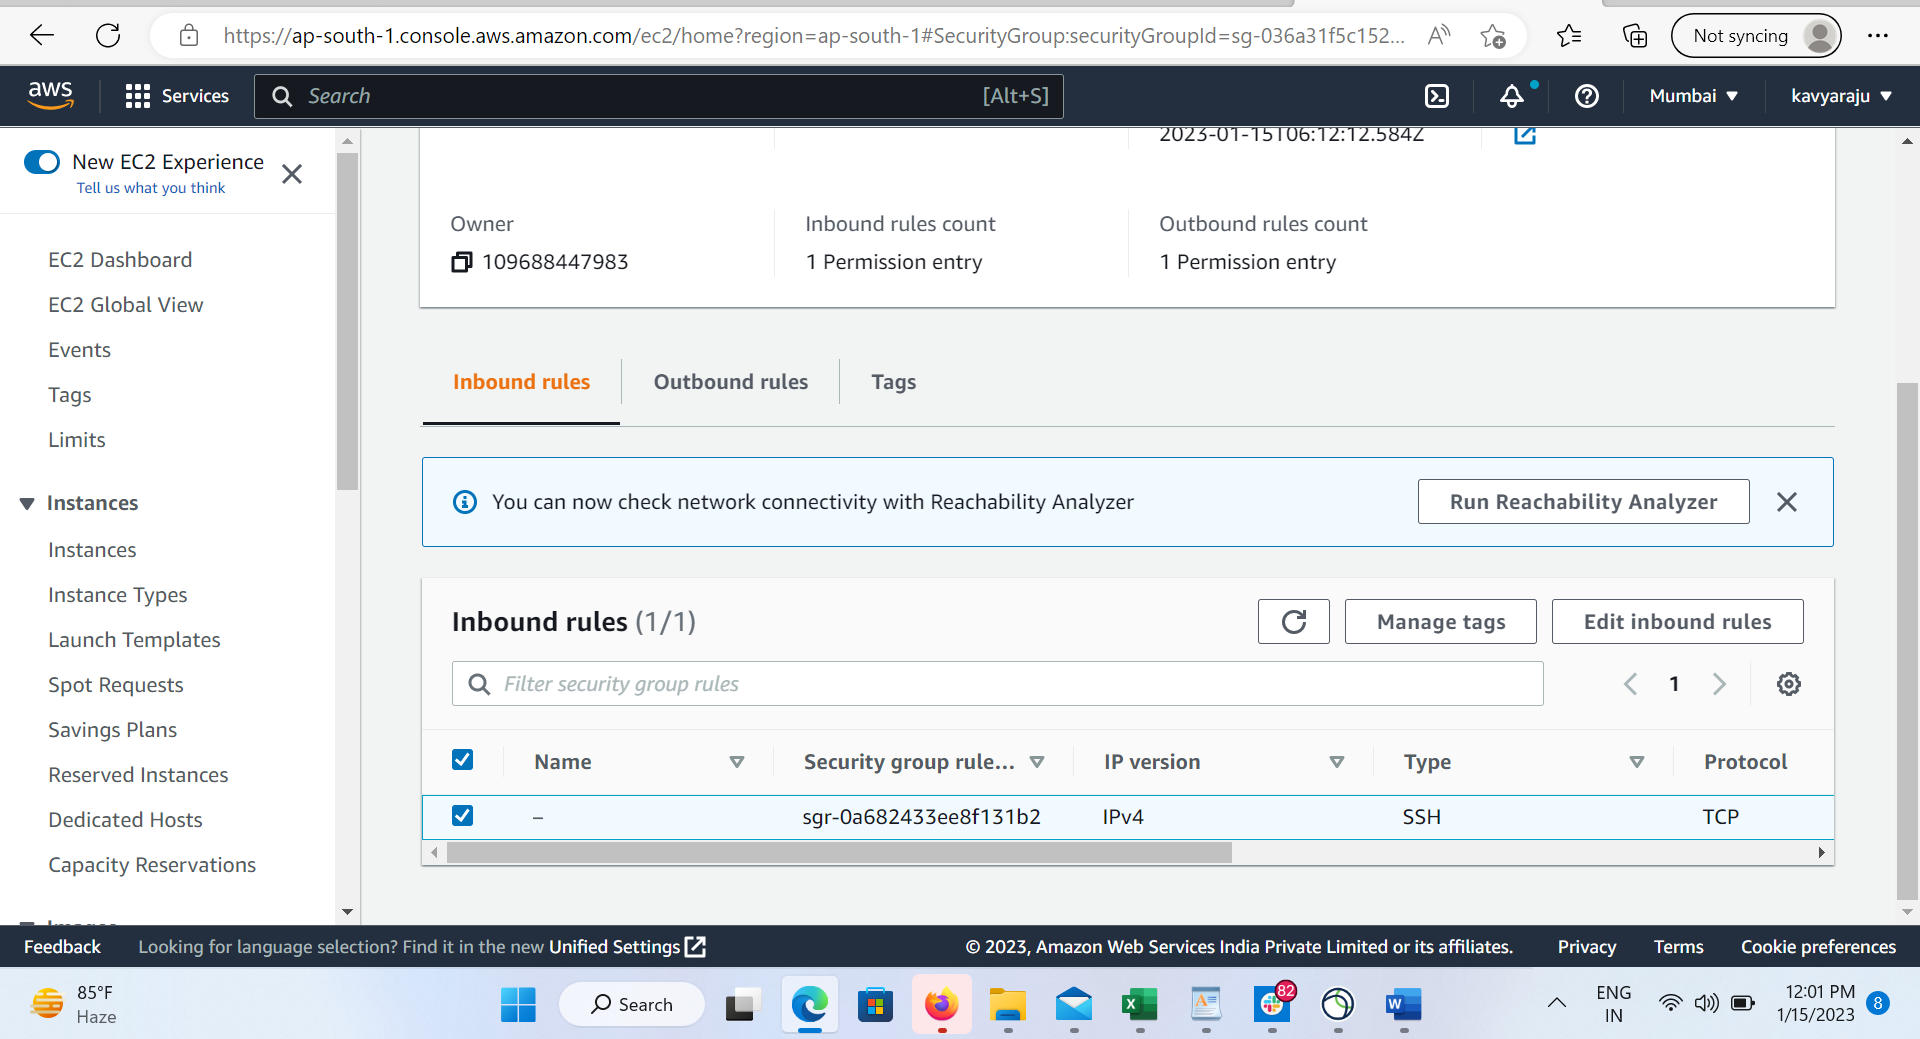 https://ap-south-1.console.aws.amazon.com/ec2/home?region=ap-south-1#SecurityGroup:securityGroupId=sg-036a31f5c152...
Not syncing
aws
Services
Search
[Alt+S]
Mumbai
kavyaraju
New EC2 Experience
Tell us what you think
EC2 Dashboard
EC2 Global View
Events
Tags
Limits
Instances
Instances
Instance Types
Launch Templates
Spot Requests
Savings Plans
Reserved Instances
Dedicated Hosts
Capacity Reservations
Images
2023-01-15T06:12:12.584Z
Owner
109688447983
Inbound rules count
1 Permission entry
Outbound rules count
1 Permission entry
Inbound rules
Outbound rules
Tags
You can now check network connectivity with Reachability Analyzer
Run Reachability Analyzer
Inbound rules (1/1)
Manage tags
Edit inbound rules
Filter security group rules
1
Name
Security group rule...
IP version
Type
Protocol
–
sgr-0a682433ee8f131b2
IPv4
SSH
TCP
Feedback
Looking for language selection? Find it in the new Unified Settings
© 2023, Amazon Web Services India Private Limited or its affiliates.
Privacy
Terms
Cookie preferences
85°F
Haze
Search
82
ENG
IN
12:01 PM
1/15/2023
8